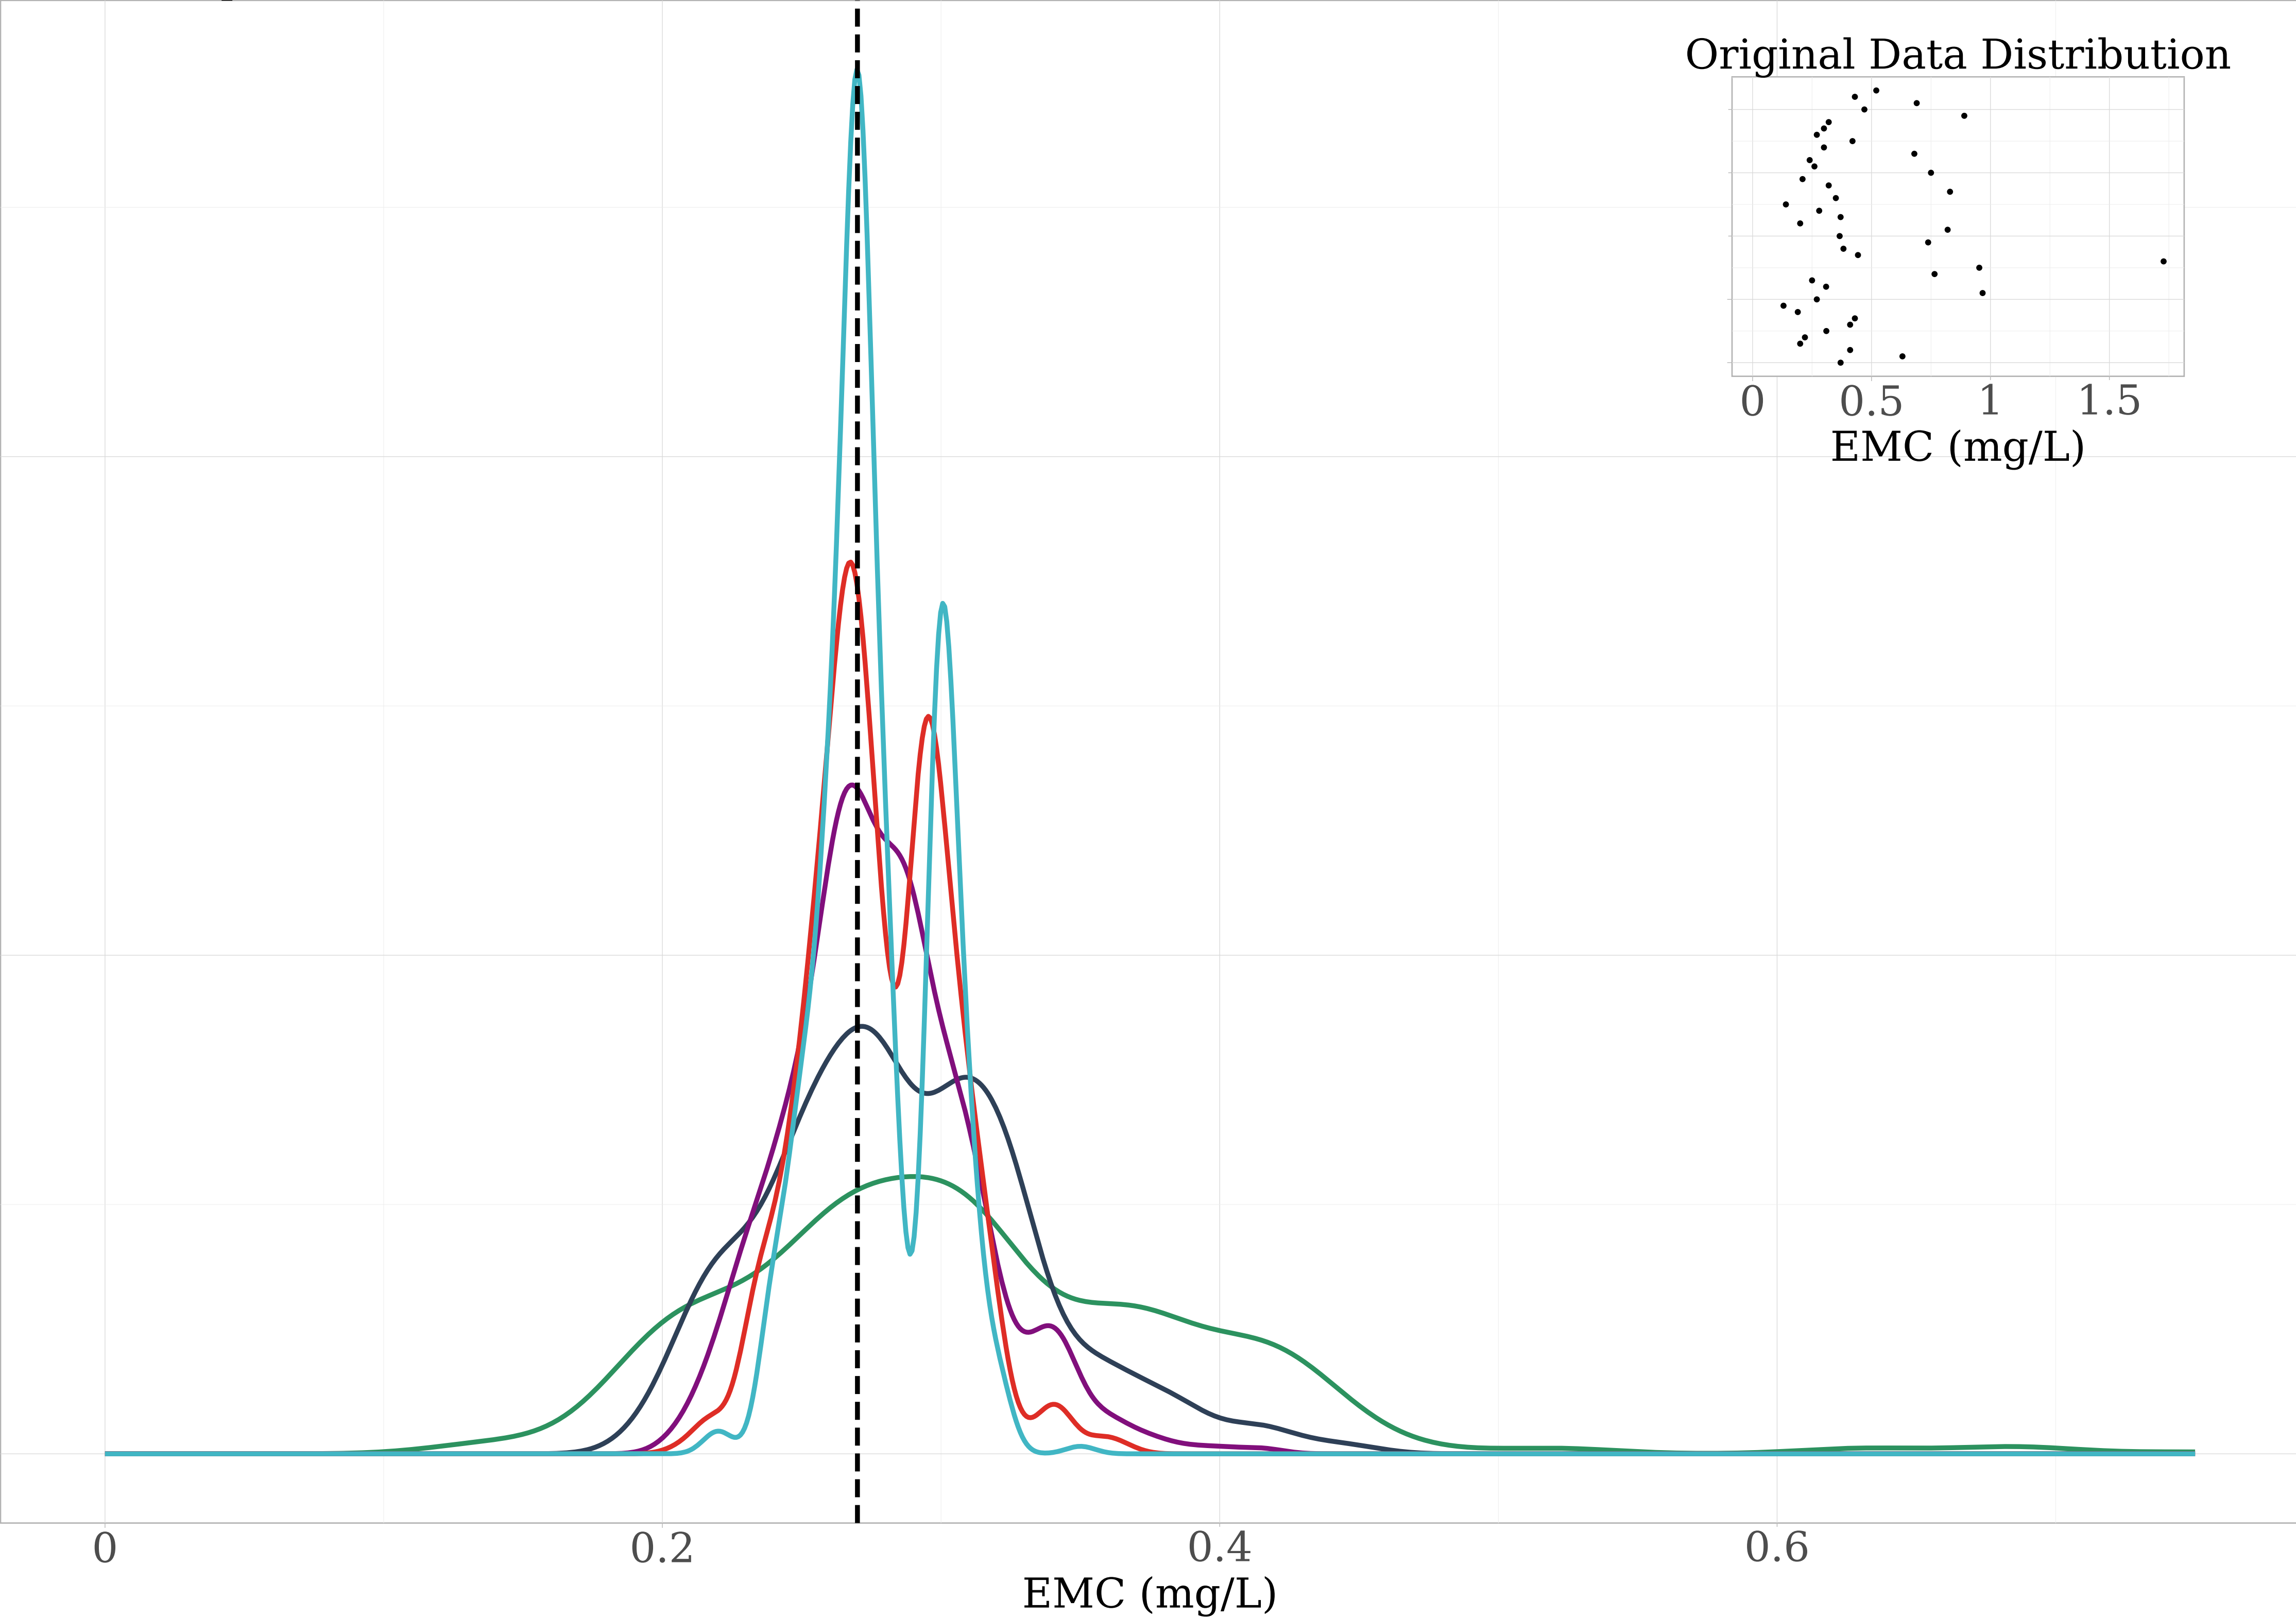 Original Data Distribution
0 0.5 1 1.5
EMC (mg/L)
0 0.2 0.4 0.6
EMC (mg/L)